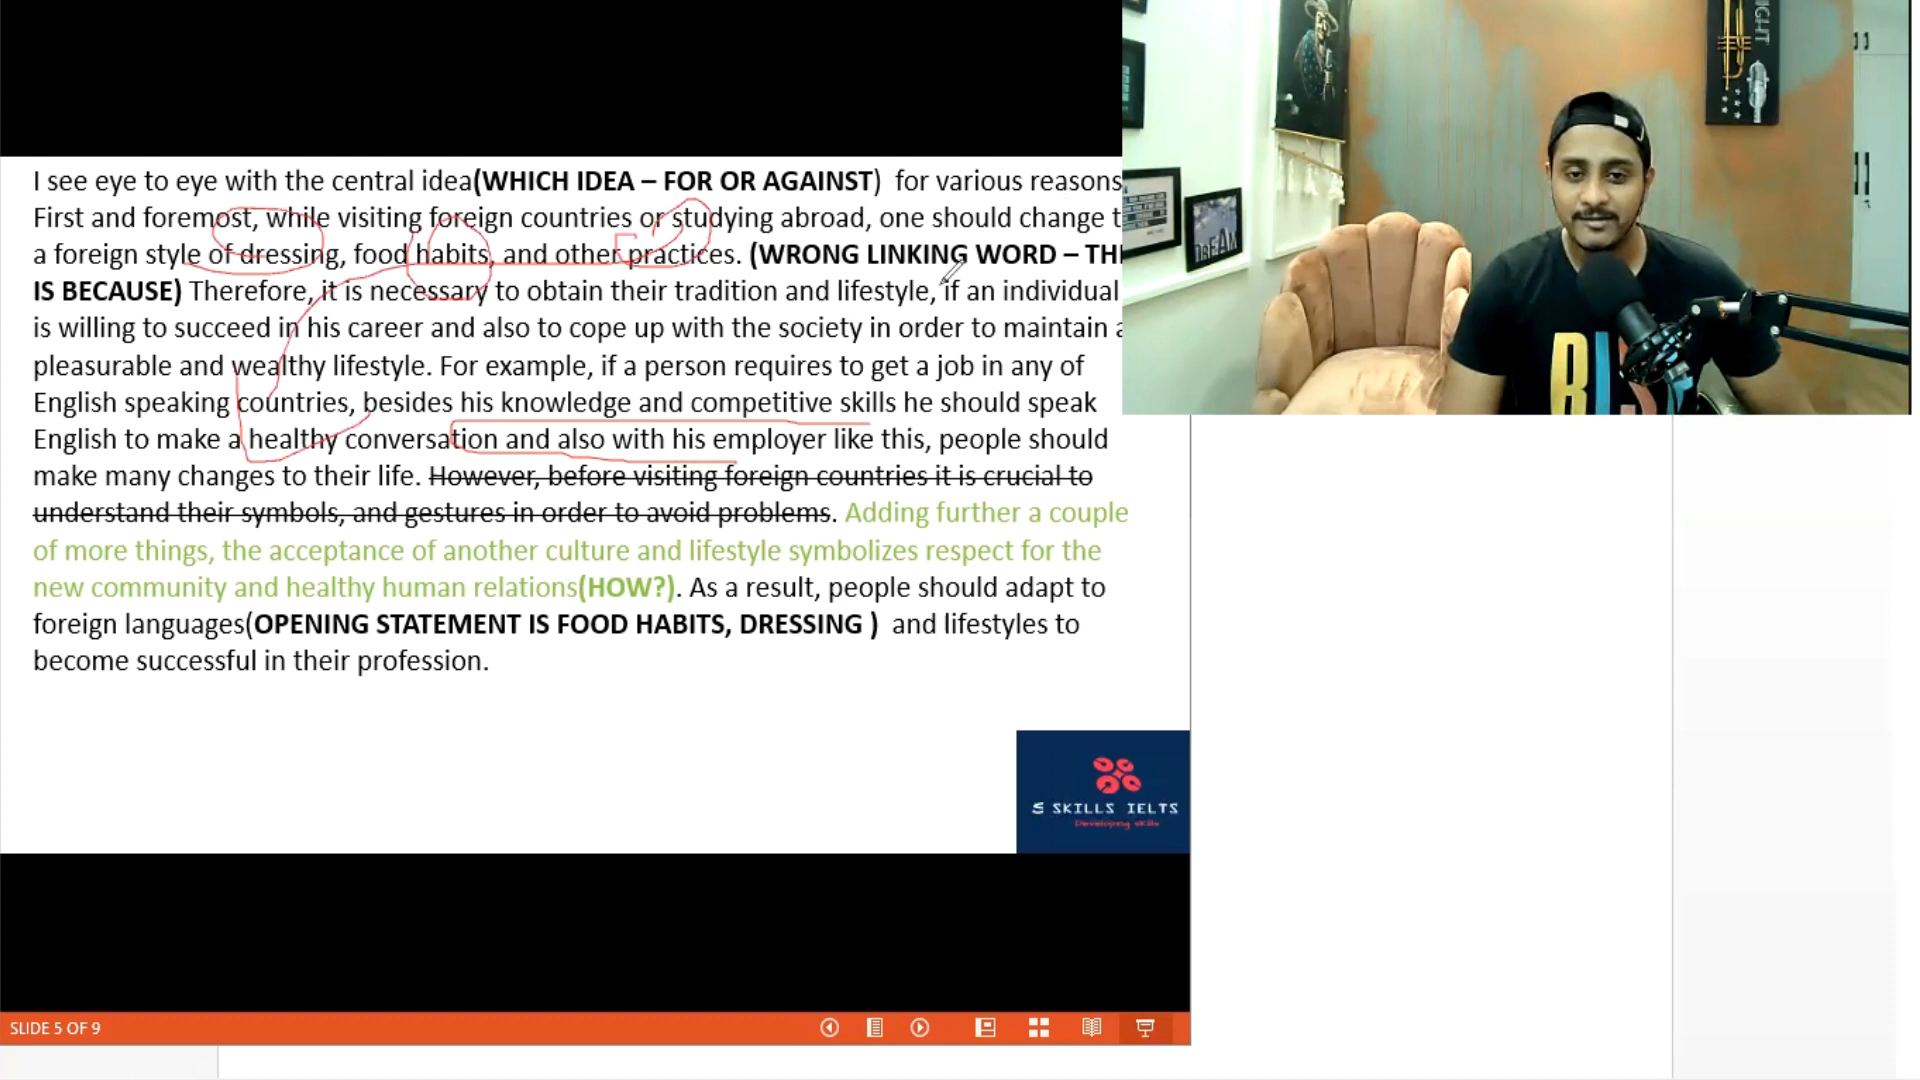 I see eye to eye with the central idea(WHICH IDEA – FOR OR AGAINST)  for various reasons
First and foremost, while visiting foreign countries or studying abroad, one should change
a foreign style of dressing, food habits, and other practices. (WRONG LINKING WORD –
IS BECAUSE) Therefore, it is necessary to obtain their tradition and lifestyle, if an individual
is willing to succeed in his career and also to cope up with the society in order to maintain
pleasurable and wealthy lifestyle. For example, if a person requires to get a job in any of
English speaking countries, besides his knowledge and competitive skills he should speak
English to make a healthy conversation and also with his employer like this, people should
make many changes to their life. However, before visiting foreign countries it is crucial to
understand their symbols, and gestures in order to avoid problems. Adding further a couple
of more things, the acceptance of another culture and lifestyle symbolizes respect for the
new community and healthy human relations(HOW?). As a result, people should adapt to
foreign languages(OPENING STATEMENT IS FOOD HABITS, DRESSING )  and lifestyles to
become successful in their profession.
5 SKILLS IELTS
Developing skills
SLIDE 5 OF 9
DREAM